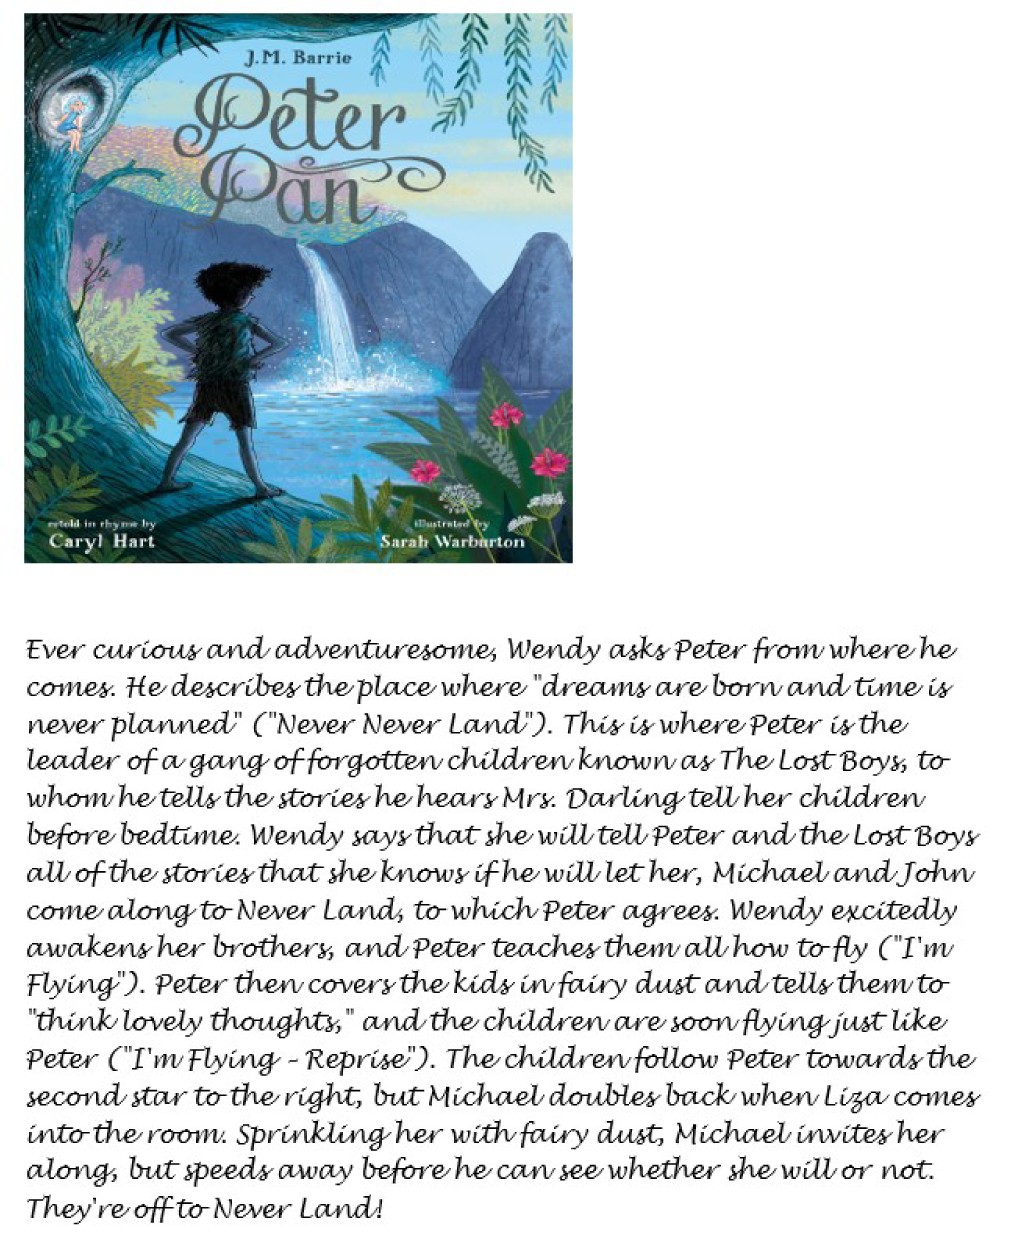 J.M. Barrie
Peter
Pan
retold in rhyme by
Caryl Hart
illustrated by
Sarah Warburton
Ever curious and adventuresome, Wendy asks Peter from where he
comes. He describes the place where "dreams are born and time is
never planned" ("Never Never Land"). This is where Peter is the
leader of a gang of forgotten children known as The Lost Boys, to
whom he tells the stories he hears Mrs. Darling tell her children
before bedtime. Wendy says that she will tell Peter and the Lost Boys
all of the stories that she knows if he will let her, Michael and John
come along to Never Land, to which Peter agrees. Wendy excitedly
awakens her brothers, and Peter teaches them all how to fly ("I'm
Flying"). Peter then covers the kids in fairy dust and tells them to
"think lovely thoughts," and the children are soon flying just like
Peter ("I'm Flying – Reprise"). The children follow Peter towards the
second star to the right, but Michael doubles back when Liza comes
into the room. Sprinkling her with fairy dust, Michael invites her
along, but speeds away before he can see whether she will or not.
They're off to Never Land!